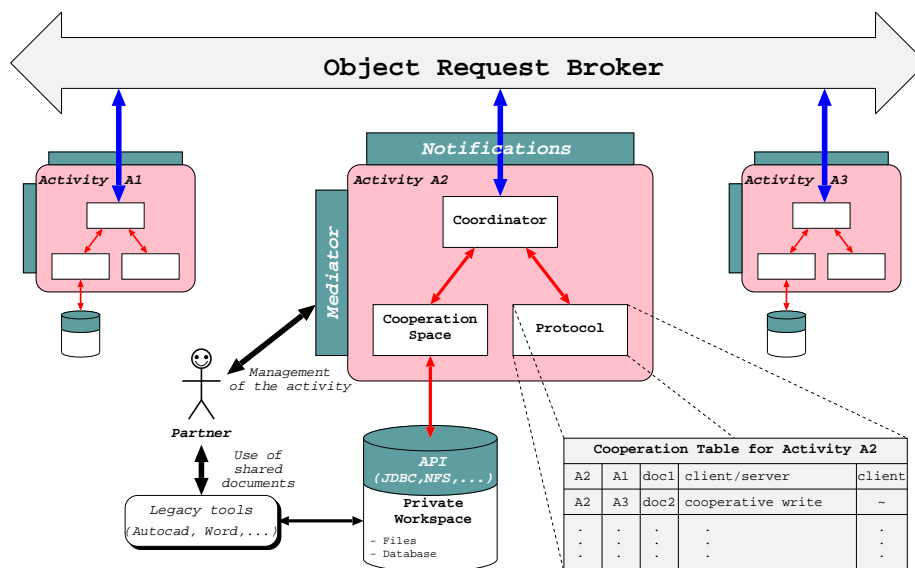 Object Request Broker
Notifications
Activity A1
Activity A2
Activity A3
Coordinator
Mediator
Cooperation
Space
Protocol
Management
of the activity
Partner
Use of
shared
documents
API
(JDBC,NFS,...)
Private
Workspace
- Files
- Database
Legacy tools
(Autocad, Word,...)
Cooperation Table for Activity A2
A2 A1 doc1 client/server client
A2 A3 doc2 cooperative write ~
. . . . .
. . . . .
. . . . .